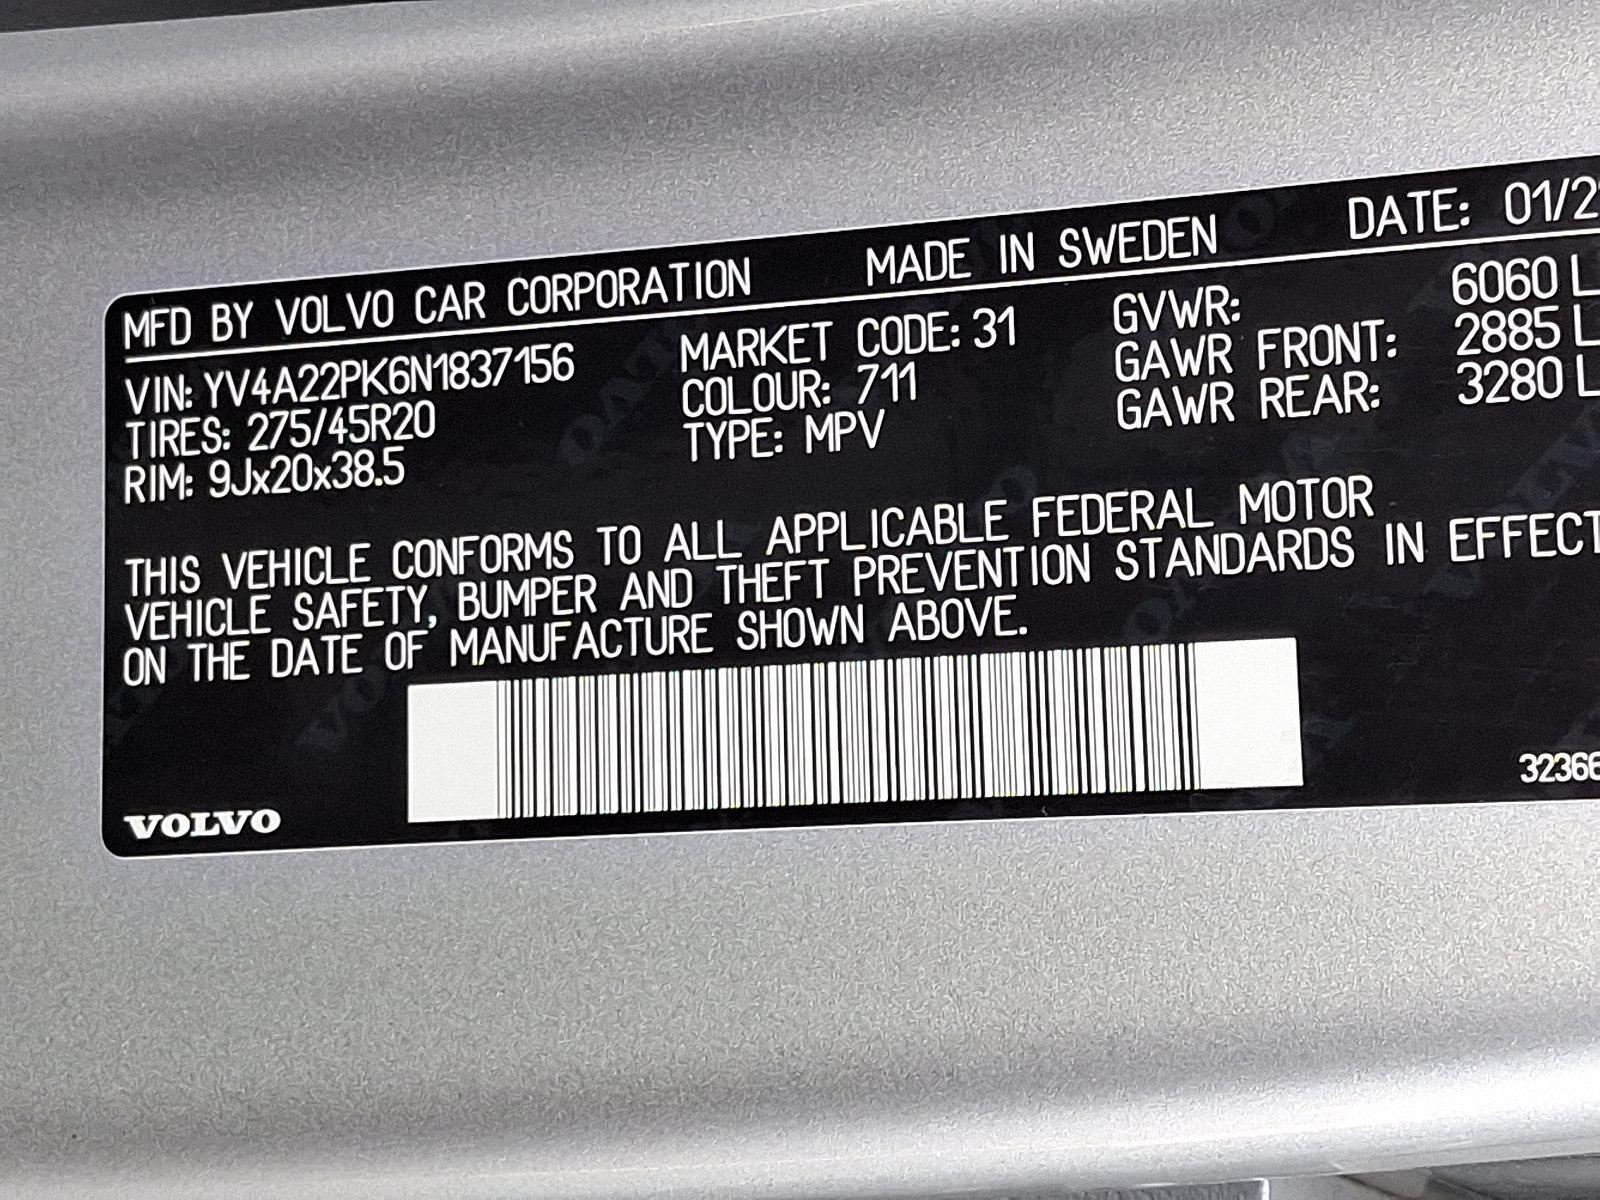 MFD BY VOLVO CAR CORPORATION MADE IN SWEDEN DATE: 01/2
VIN: YV4A22PK6N1837156 MARKET CODE: 31 GVWR: 6060 L
TIRES: 275/45R20 COLOUR: 711 GAWR FRONT: 2885 L
RIM: 9Jx20x38.5 TYPE: MPV GAWR REAR: 3280 L
THIS VEHICLE CONFORMS TO ALL APPLICABLE FEDERAL MOTOR
VEHICLE SAFETY, BUMPER AND THEFT PREVENTION STANDARDS IN EFFECT
ON THE DATE OF MANUFACTURE SHOWN ABOVE.
VOLVO 32366